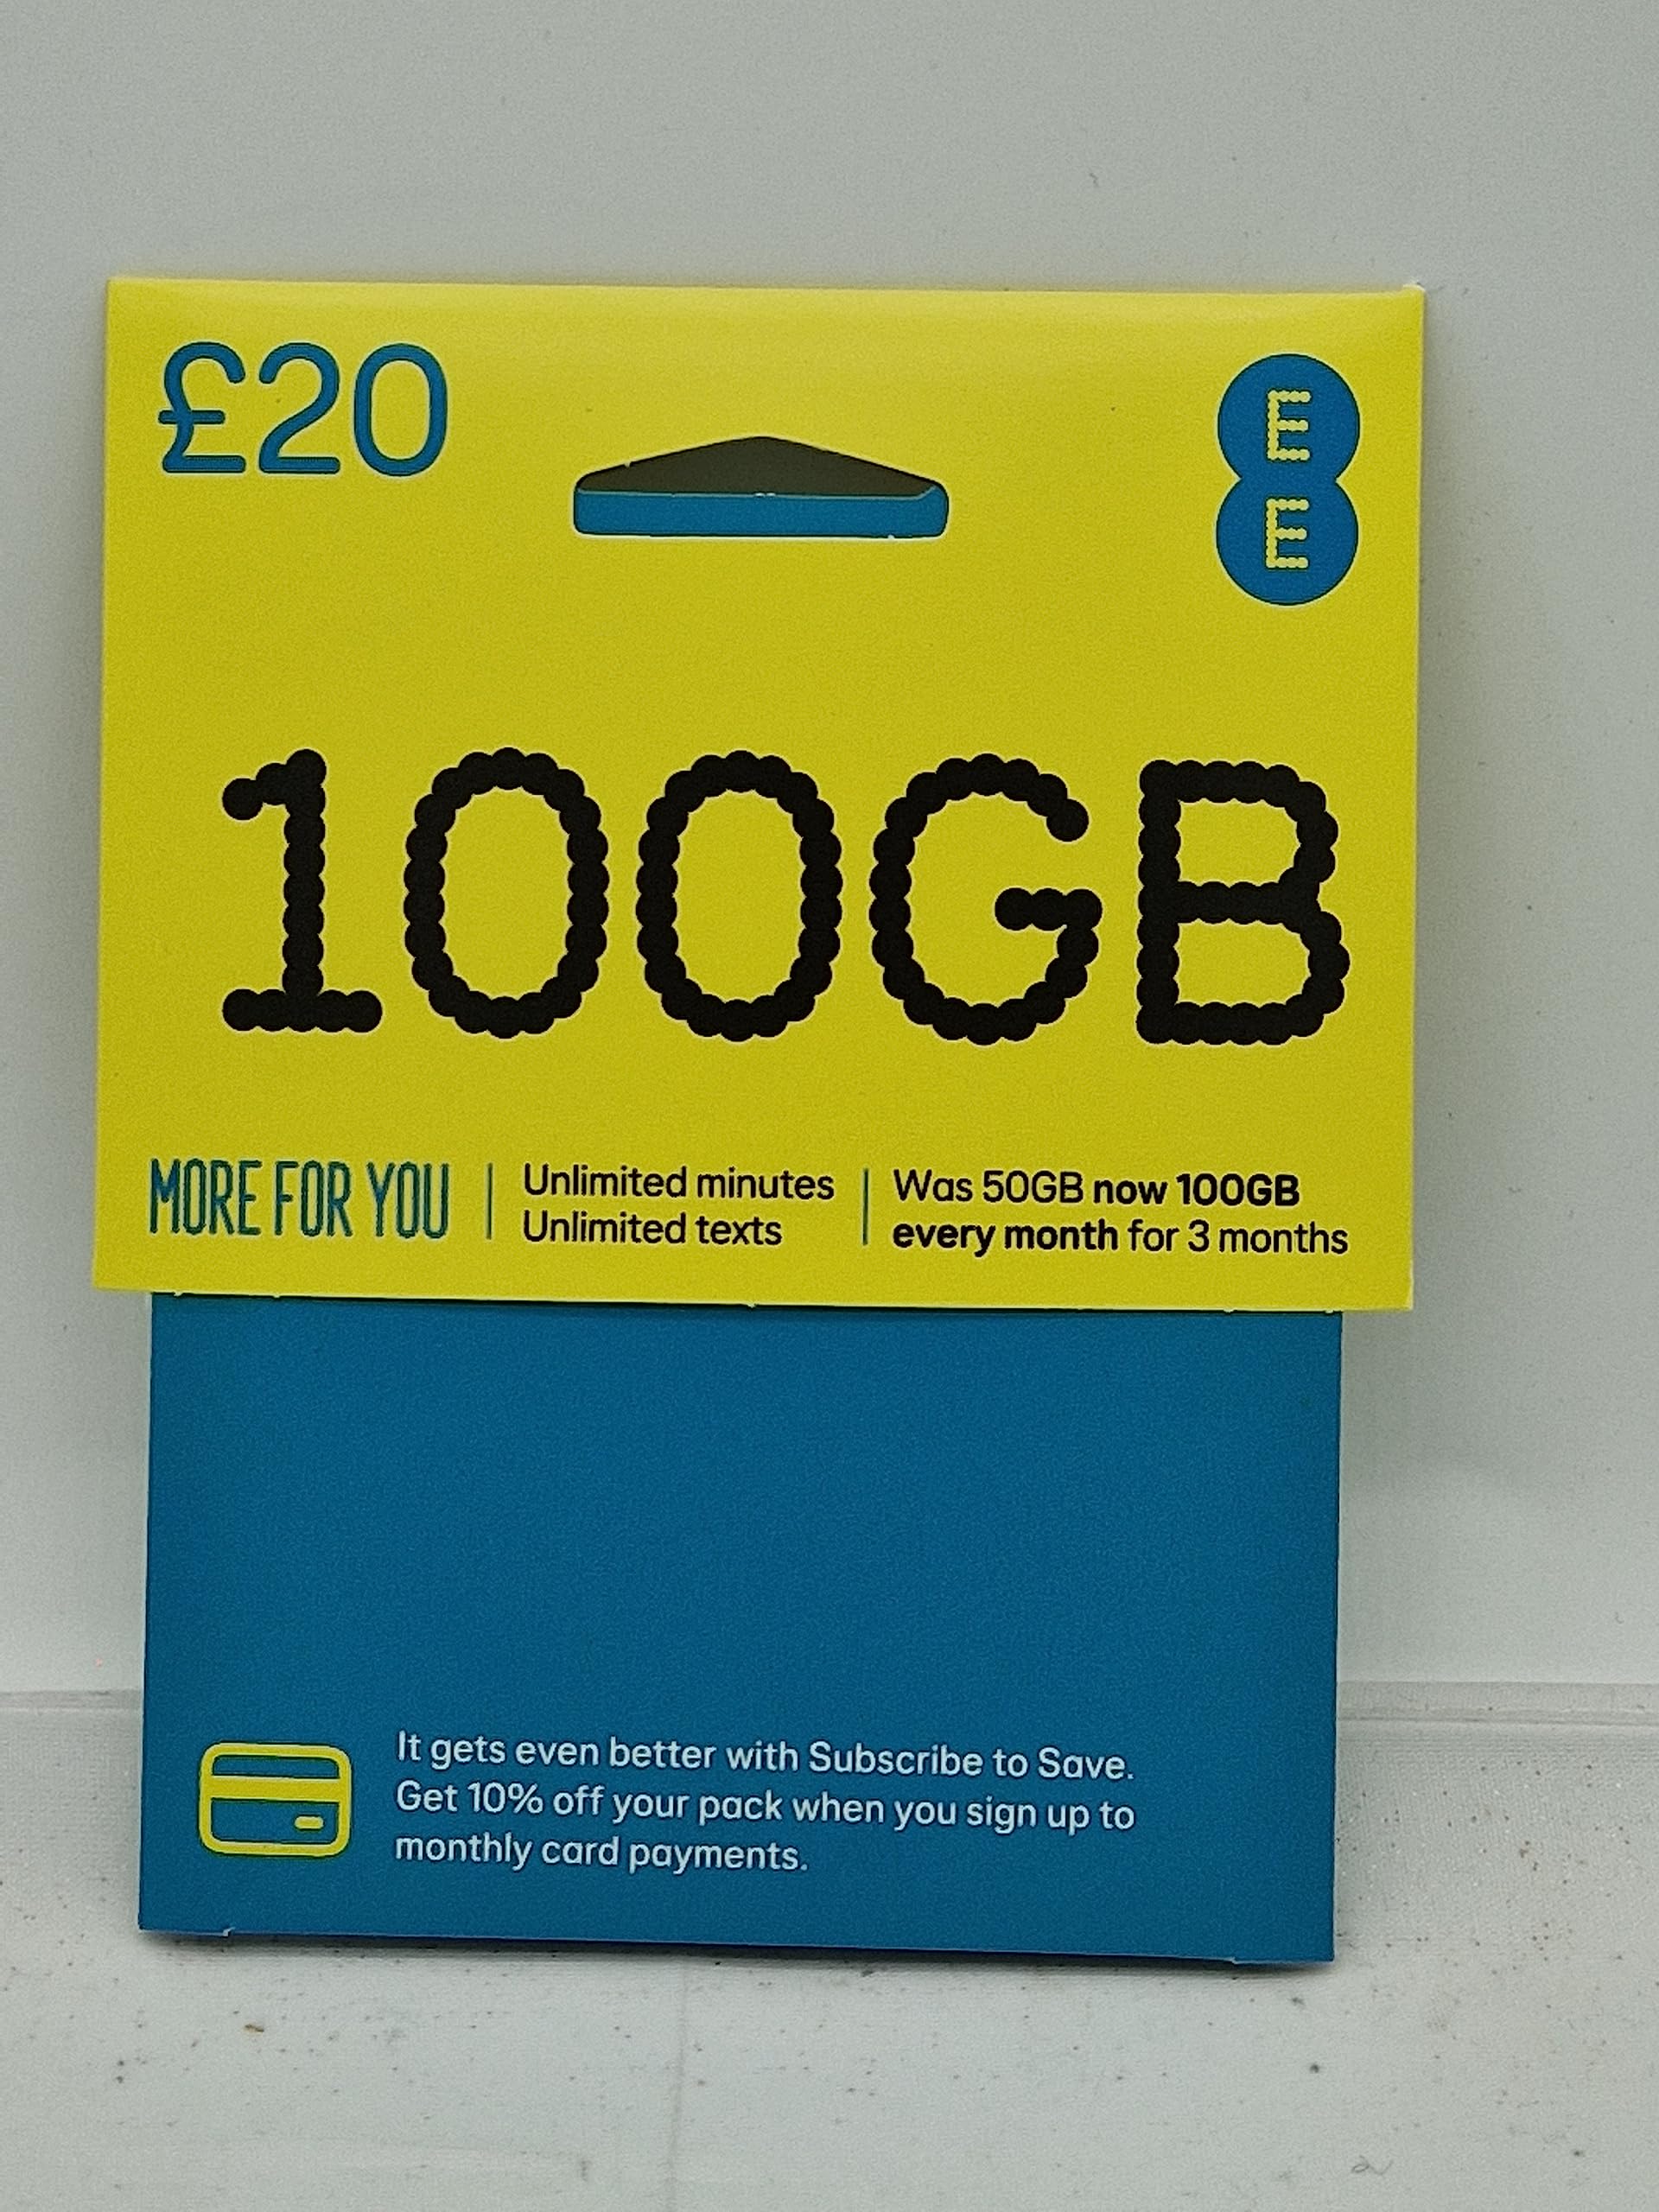 £20
E
E
100GB
MORE FOR YOU
Unlimited minutes
Unlimited texts
Was 50GB now 100GB
every month for 3 months
It gets even better with Subscribe to Save.
Get 10% off your pack when you sign up to
monthly card payments.